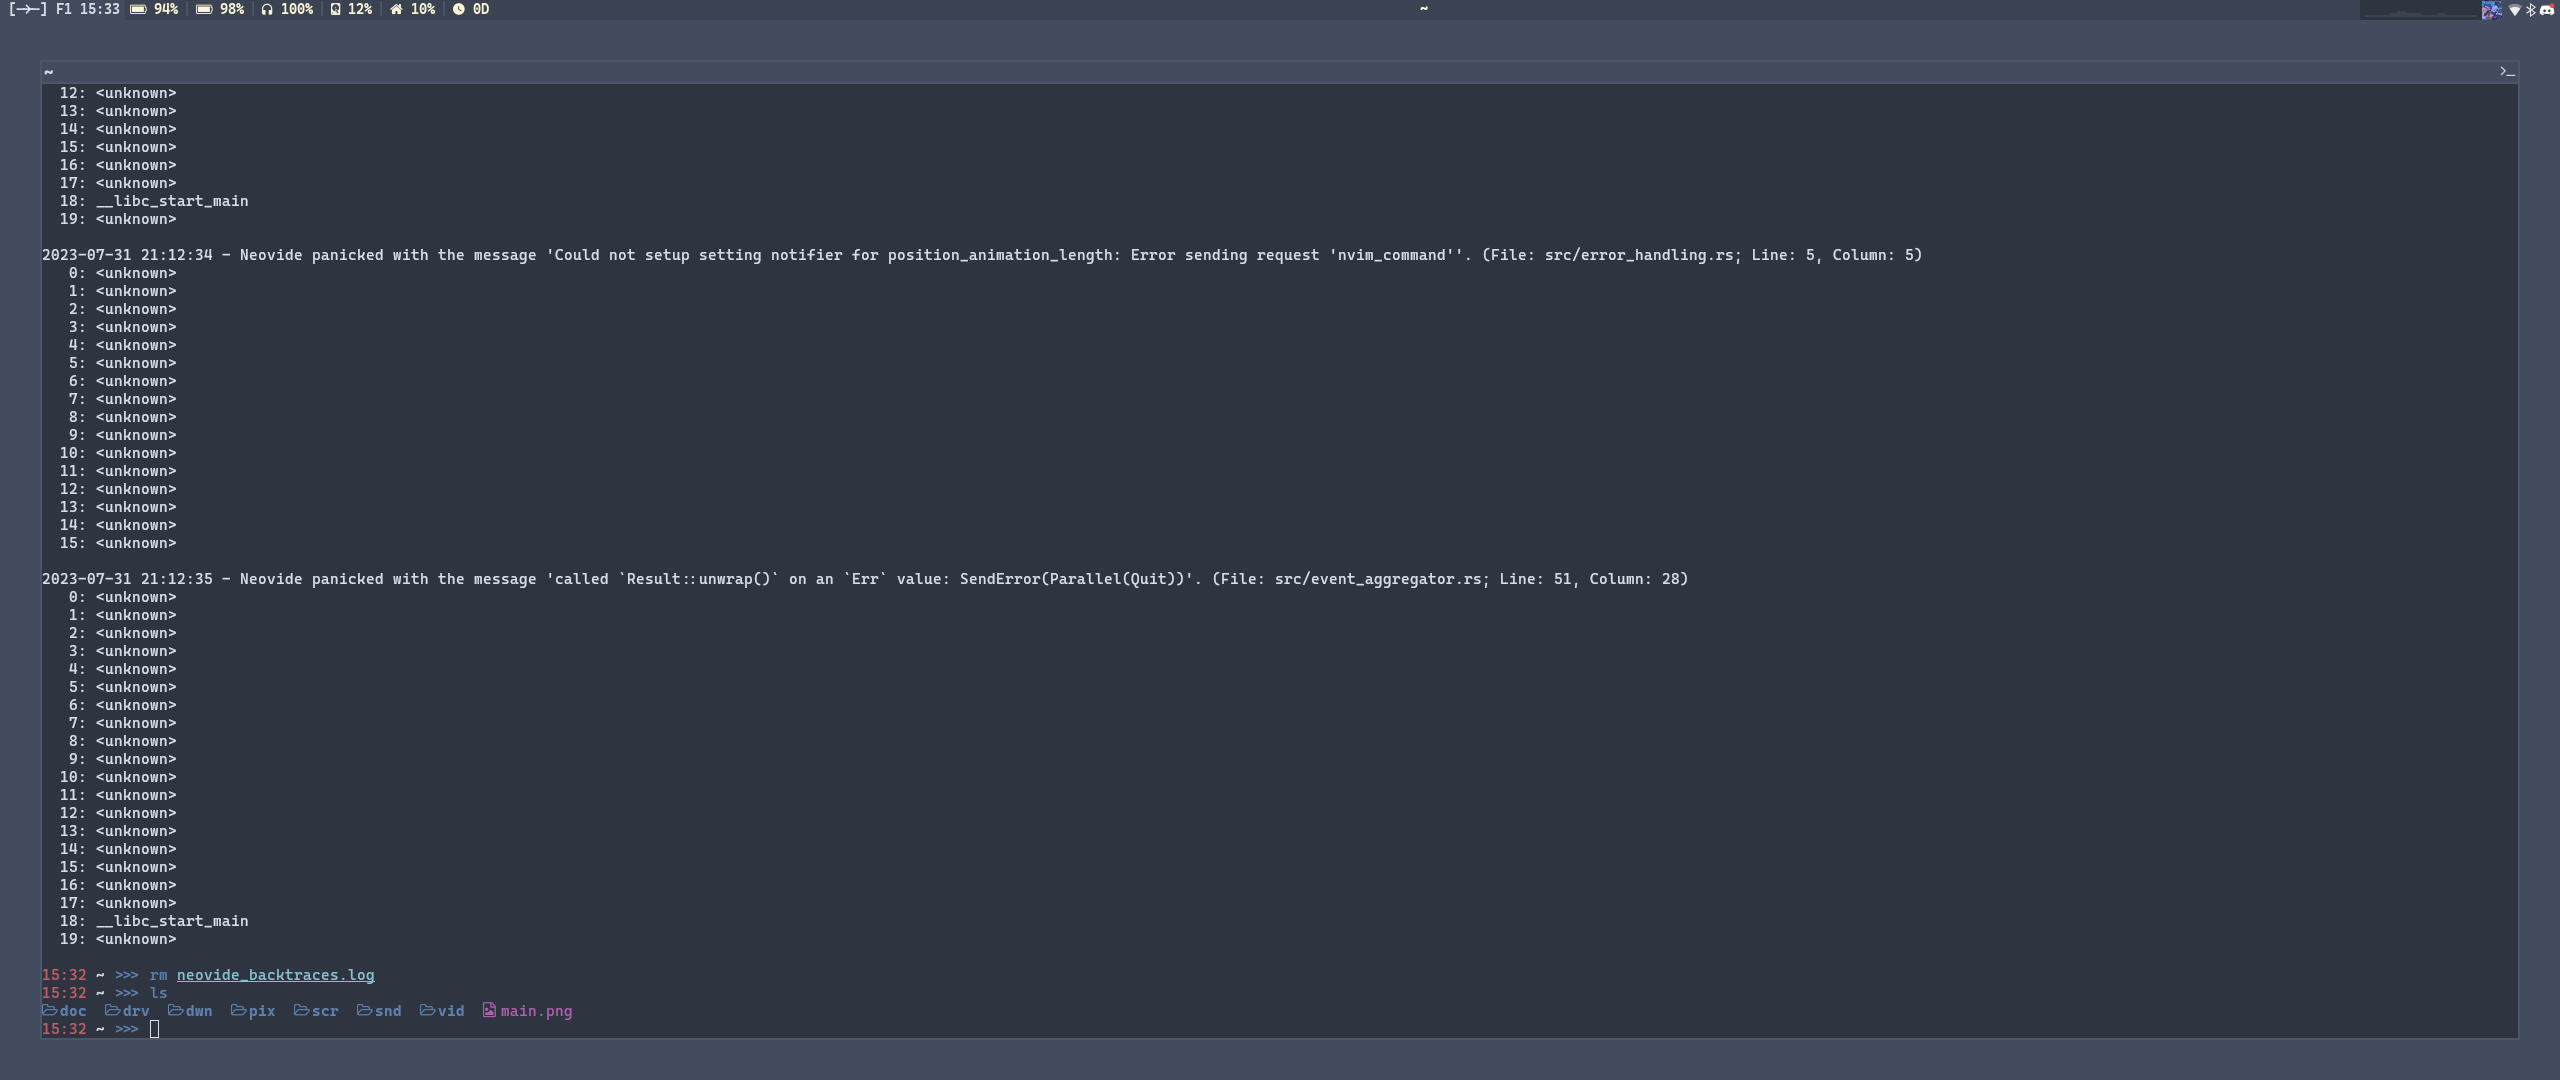 [->-] F1 15:33 94% 98% 100% 12% 10% 0D ~
~ >_
12: <unknown>
13: <unknown>
14: <unknown>
15: <unknown>
16: <unknown>
17: <unknown>
18: __libc_start_main
19: <unknown>
2023-07-31 21:12:34 - Neovide panicked with the message 'Could not setup setting notifier for position_animation_length: Error sending request 'nvim_command''. (File: src/error_handling.rs; Line: 5, Column: 5)
0: <unknown>
1: <unknown>
2: <unknown>
3: <unknown>
4: <unknown>
5: <unknown>
6: <unknown>
7: <unknown>
8: <unknown>
9: <unknown>
10: <unknown>
11: <unknown>
12: <unknown>
13: <unknown>
14: <unknown>
15: <unknown>
2023-07-31 21:12:35 - Neovide panicked with the message 'called `Result::unwrap()` on an `Err` value: SendError(Parallel(Quit))'. (File: src/event_aggregator.rs; Line: 51, Column: 28)
0: <unknown>
1: <unknown>
2: <unknown>
3: <unknown>
4: <unknown>
5: <unknown>
6: <unknown>
7: <unknown>
8: <unknown>
9: <unknown>
10: <unknown>
11: <unknown>
12: <unknown>
13: <unknown>
14: <unknown>
15: <unknown>
16: <unknown>
17: <unknown>
18: __libc_start_main
19: <unknown>
15:32 ~ >>> rm neovide_backtraces.log
15:32 ~ >>> ls
doc drv dwn pix scr snd vid main.png
15:32 ~ >>>